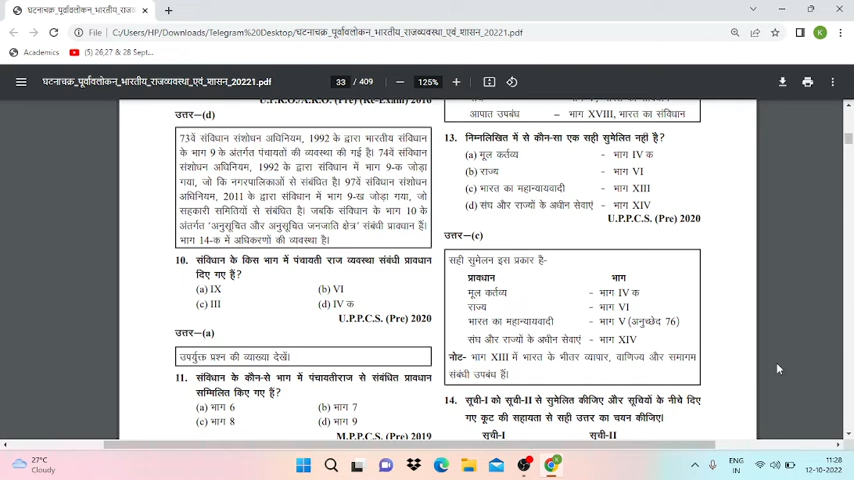 घटनाचक्र_पूर्वावलोकन_भारतीय_राज
C:/Users/HP/Downloads/Telegram%20Desktop/घटनाचक्र_पूर्वावलोकन_भारतीय_राजव्यवस्था_एवं_शासन_20221.pdf
K
Academics
(5) 26,27 & 28 Sept...
घटनाचक्र_पूर्वावलोकन_भारतीय_राजव्यवस्था_एवं_शासन_20221.pdf
33 / 409
125%
U.P.R.O./A.R.O. (Pre) (Re-Exam) 2016
उत्तर–(d)
73वें संविधान संशोधन अधिनियम, 1992 के द्वारा भारतीय संविधान
के भाग 9 के अंतर्गत पंचायतों की व्यवस्था की गई है। 74वें संविधान
संशोधन अधिनियम, 1992 के द्वारा संविधान में भाग 9-क जोड़ा
गया, जो कि नगरपालिकाओं से संबंधित है। 97वें संविधान संशोधन
अधिनियम, 2011 के द्वारा संविधान में भाग 9-ख जोड़ा गया, जो
सहकारी समितियों से संबंधित है। जबकि संविधान के भाग 10 के
अंतर्गत 'अनुसूचित और अनुसूचित जनजाति क्षेत्र' संबंधी प्रावधान हैं।
भाग 14-क में अधिकरणों की व्यवस्था है।
10. संविधान के किस भाग में पंचायती राज व्यवस्था संबंधी प्रावधान
दिए गए हैं?
(a) IX (b) VI
(c) III (d) IV क
U.P.P.C.S. (Pre) 2020
उत्तर–(a)
उपर्युक्त प्रश्न की व्याख्या देखें।
11. संविधान के कौन-से भाग में पंचायतीराज से संबंधित प्रावधान
सम्मिलित किए गए हैं?
(a) भाग 6 (b) भाग 7
(c) भाग 8 (d) भाग 9
M.P.P.C.S. (Pre) 2019
आपात उपबंध – भाग XVIII, भारत का संविधान
13. निम्नलिखित में से कौन-सा एक सही सुमेलित नहीं है?
(a) मूल कर्तव्य - भाग IV क
(b) राज्य - भाग VI
(c) भारत का महान्यायवादी - भाग XIII
(d) संघ और राज्यों के अधीन सेवाएं - भाग XIV
U.P.P.C.S. (Pre) 2020
उत्तर–(c)
सही सुमेलन इस प्रकार है-
प्रावधान भाग
मूल कर्तव्य - भाग IV क
राज्य - भाग VI
भारत का महान्यायवादी - भाग V (अनुच्छेद 76)
संघ और राज्यों के अधीन सेवाएं - भाग XIV
नोट- भाग XIII में भारत के भीतर व्यापार, वाणिज्य और समागम
संबंधी उपबंध हैं।
14. सूची-I को सूची-II से सुमेलित कीजिए और सूचियों के नीचे दिए
गए कूट की सहायता से सही उत्तर का चयन कीजिए।
सूची-I सूची-II
27°C
Cloudy
ENG
IN
11:28
12-10-2022